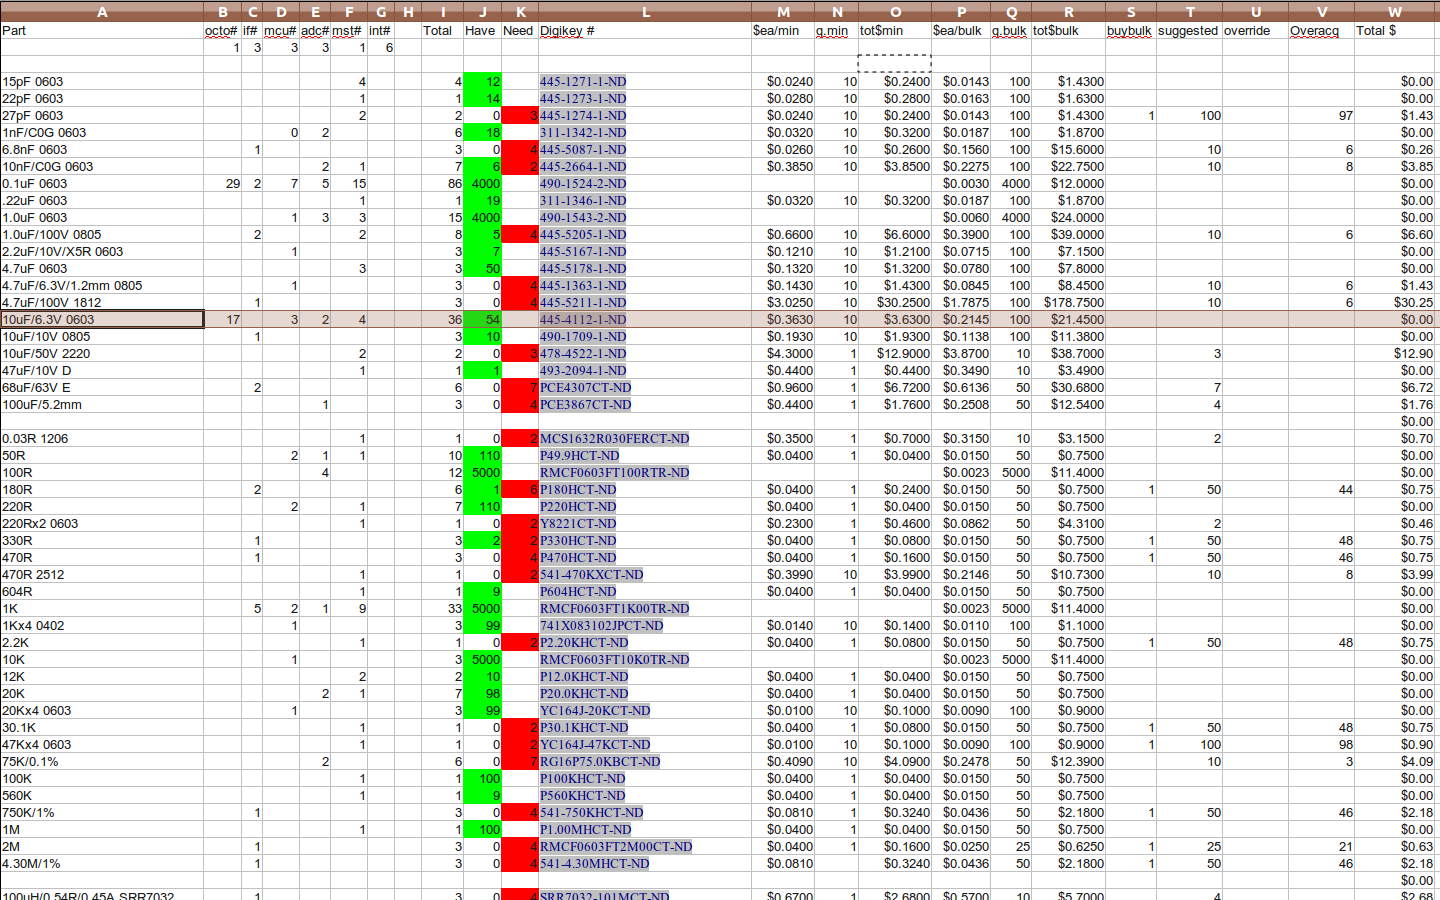 A B C D E F G H I J K L M N O P Q R S T U V W
Part octo# if# mcu# adc# mst# int# Total Have Need Digikey # $ea/min q.min tot$min $ea/bulk q.bulk tot$bulk buybulk suggested override Overacq Total $
1 3 3 3 1 6
15pF 0603 4 4 12 445-1271-1-ND $0.0240 10 $0.2400 $0.0143 100 $1.4300 $0.00
22pF 0603 1 1 14 445-1273-1-ND $0.0280 10 $0.2800 $0.0163 100 $1.6300 $0.00
27pF 0603 2 2 0 3 445-1274-1-ND $0.0240 10 $0.2400 $0.0143 100 $1.4300 1 100 97 $1.43
1nF/C0G 0603 0 2 6 18 311-1342-1-ND $0.0320 10 $0.3200 $0.0187 100 $1.8700 $0.00
6.8nF 0603 1 3 0 4 445-5087-1-ND $0.0260 10 $0.2600 $0.1560 100 $15.6000 10 6 $0.26
10nF/C0G 0603 2 1 7 6 2 445-2664-1-ND $0.3850 10 $3.8500 $0.2275 100 $22.7500 10 8 $3.85
0.1uF 0603 29 2 7 5 15 86 4000 490-1524-2-ND $0.0030 4000 $12.0000 $0.00
.22uF 0603 1 1 19 311-1346-1-ND $0.0320 10 $0.3200 $0.0187 100 $1.8700 $0.00
1.0uF 0603 1 3 3 15 4000 490-1543-2-ND $0.0060 4000 $24.0000 $0.00
1.0uF/100V 0805 2 2 8 5 4 445-5205-1-ND $0.6600 10 $6.6000 $0.3900 100 $39.0000 10 6 $6.60
2.2uF/10V/X5R 0603 1 3 7 445-5167-1-ND $0.1210 10 $1.2100 $0.0715 100 $7.1500 $0.00
4.7uF 0603 3 3 50 445-5178-1-ND $0.1320 10 $1.3200 $0.0780 100 $7.8000 $0.00
4.7uF/6.3V/1.2mm 0805 1 3 0 4 445-1363-1-ND $0.1430 10 $1.4300 $0.0845 100 $8.4500 10 6 $1.43
4.7uF/100V 1812 1 3 0 4 445-5211-1-ND $3.0250 10 $30.2500 $1.7875 100 $178.7500 10 6 $30.25
10uF/6.3V 0603 17 3 2 4 36 54 445-4112-1-ND $0.3630 10 $3.6300 $0.2145 100 $21.4500 $0.00
10uF/10V 0805 1 3 10 490-1709-1-ND $0.1930 10 $1.9300 $0.1138 100 $11.3800 $0.00
10uF/50V 2220 2 2 0 3 478-4522-1-ND $4.3000 1 $12.9000 $3.8700 10 $38.7000 3 $12.90
47uF/10V D 1 1 1 493-2094-1-ND $0.4400 1 $0.4400 $0.3490 10 $3.4900 $0.00
68uF/63V E 2 6 0 7 PCE4307CT-ND $0.9600 1 $6.7200 $0.6136 50 $30.6800 7 $6.72
100uF/5.2mm 1 3 0 4 PCE3867CT-ND $0.4400 1 $1.7600 $0.2508 50 $12.5400 4 $1.76
$0.00
0.03R 1206 1 1 0 2 MCS1632R030FERCT-ND $0.3500 1 $0.7000 $0.3150 10 $3.1500 2 $0.70
50R 2 1 1 10 110 P49.9HCT-ND $0.0400 1 $0.0400 $0.0150 50 $0.7500 $0.00
100R 4 12 5000 RMCF0603FT100RTR-ND $0.0023 5000 $11.4000 $0.00
180R 2 6 1 6 P180HCT-ND $0.0400 1 $0.2400 $0.0150 50 $0.7500 1 50 44 $0.75
220R 2 1 7 110 P220HCT-ND $0.0400 1 $0.0400 $0.0150 50 $0.7500 $0.00
220Rx2 0603 1 1 0 2 Y8221CT-ND $0.2300 1 $0.4600 $0.0862 50 $4.3100 2 $0.46
330R 1 3 2 2 P330HCT-ND $0.0400 1 $0.0800 $0.0150 50 $0.7500 1 50 48 $0.75
470R 1 3 0 4 P470HCT-ND $0.0400 1 $0.1600 $0.0150 50 $0.7500 1 50 46 $0.75
470R 2512 1 1 0 2 541-470KXCT-ND $0.3990 10 $3.9900 $0.2146 50 $10.7300 10 8 $3.99
604R 1 1 9 P604HCT-ND $0.0400 1 $0.0400 $0.0150 50 $0.7500 $0.00
1K 5 2 1 9 33 5000 RMCF0603FT1K00TR-ND $0.0023 5000 $11.4000 $0.00
1Kx4 0402 1 3 99 741X083102JPCT-ND $0.0140 10 $0.1400 $0.0110 100 $1.1000 $0.00
2.2K 1 1 0 2 P2.20KHCT-ND $0.0400 1 $0.0800 $0.0150 50 $0.7500 1 50 48 $0.75
10K 1 3 5000 RMCF0603FT10K0TR-ND $0.0023 5000 $11.4000 $0.00
12K 2 2 10 P12.0KHCT-ND $0.0400 1 $0.0400 $0.0150 50 $0.7500 $0.00
20K 2 1 7 98 P20.0KHCT-ND $0.0400 1 $0.0400 $0.0150 50 $0.7500 $0.00
20Kx4 0603 1 3 99 YC164J-20KCT-ND $0.0100 10 $0.1000 $0.0090 100 $0.9000 $0.00
30.1K 1 1 0 2 P30.1KHCT-ND $0.0400 1 $0.0800 $0.0150 50 $0.7500 1 50 48 $0.75
47Kx4 0603 1 1 0 2 YC164J-47KCT-ND $0.0100 10 $0.1000 $0.0090 100 $0.9000 1 100 98 $0.90
75K/0.1% 2 6 0 7 RG16P75.0KBCT-ND $0.4090 10 $4.0900 $0.2478 50 $12.3900 10 3 $4.09
100K 1 1 100 P100KHCT-ND $0.0400 1 $0.0400 $0.0150 50 $0.7500 $0.00
560K 1 1 9 P560KHCT-ND $0.0400 1 $0.0400 $0.0150 50 $0.7500 $0.00
750K/1% 1 3 0 4 541-750KHCT-ND $0.0810 1 $0.3240 $0.0436 50 $2.1800 1 50 46 $2.18
1M 1 1 100 P1.00MHCT-ND $0.0400 1 $0.0400 $0.0150 50 $0.7500 $0.00
2M 1 3 0 4 RMCF0603FT2M00CT-ND $0.0400 1 $0.1600 $0.0250 25 $0.6250 1 25 21 $0.63
4.30M/1% 1 3 0 4 541-4.30MHCT-ND $0.0810 $0.3240 $0.0436 50 $2.1800 1 50 46 $2.18
$0.00
100uH/0.54R/0.45A SRR7032 1 3 0 4 SRR7032-101MCT-ND $0.6700 1 $2.6800 $0.5700 10 $5.7000 4 $2.68